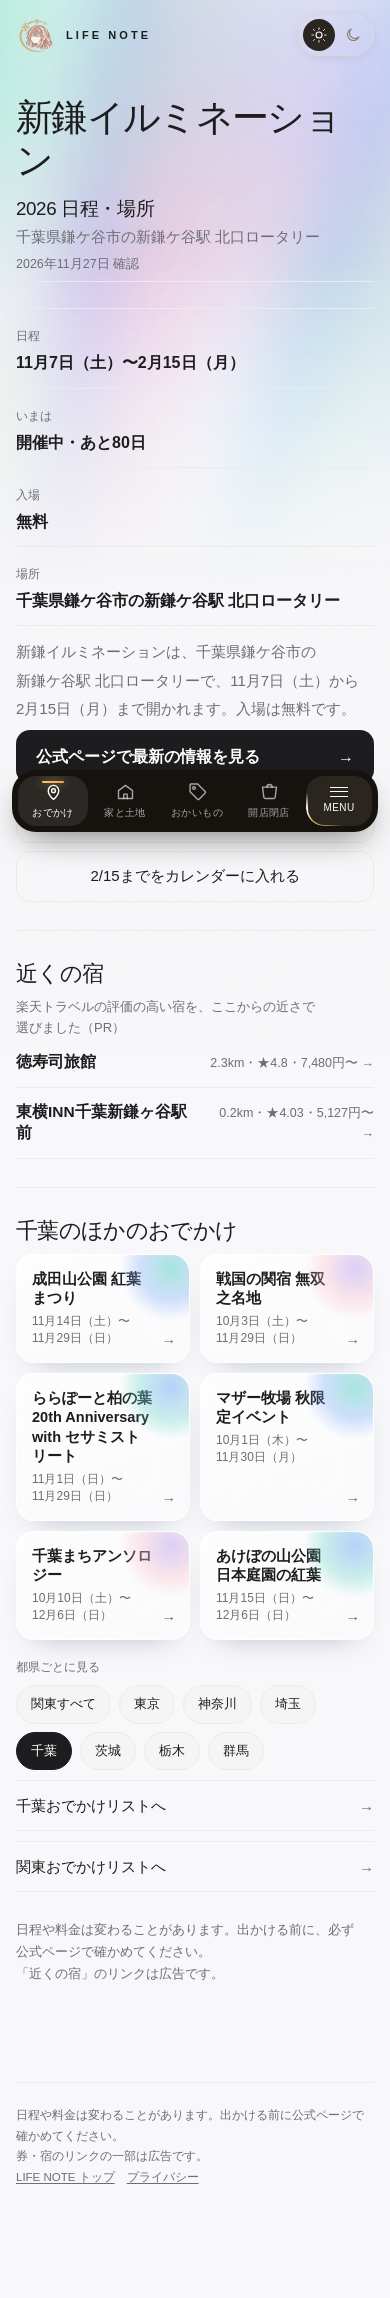 LIFE NOTE
新鎌イルミネーショ
ン
2026 日程・場所
千葉県鎌ケ谷市の新鎌ケ谷駅 北口ロータリー
2026年11月27日 確認
日程
11月7日（土）〜2月15日（月）
いまは
開催中・あと80日
入場
無料
場所
千葉県鎌ケ谷市の新鎌ケ谷駅 北口ロータリー
新鎌イルミネーションは、千葉県鎌ケ谷市の
新鎌ケ谷駅 北口ロータリーで、11月7日（土）から
2月15日（月）まで開かれます。入場は無料です。
公式ページで最新の情報を見る →
おでかけ 家と土地 おかいもの 開店閉店 MENU
2/15までをカレンダーに入れる
近くの宿
楽天トラベルの評価の高い宿を、ここからの近さで
選びました（PR）
徳寿司旅館 2.3km・★4.8・7,480円〜 →
東横INN千葉新鎌ヶ谷駅 0.2km・★4.03・5,127円〜
前 →
千葉のほかのおでかけ
成田山公園 紅葉
まつり
11月14日（土）〜
11月29日（日） →
戦国の関宿 無双
之名地
10月3日（土）〜
11月29日（日） →
ららぽーと柏の葉
20th Anniversary
with セサミスト
リート
11月1日（日）〜
11月29日（日） →
マザー牧場 秋限
定イベント
10月1日（木）〜
11月30日（月）
→
千葉まちアンソロ
ジー
10月10日（土）〜
12月6日（日） →
あけぼの山公園
日本庭園の紅葉
11月15日（日）〜
12月6日（日） →
都県ごとに見る
関東すべて 東京 神奈川 埼玉
千葉 茨城 栃木 群馬
千葉おでかけリストへ →
関東おでかけリストへ →
日程や料金は変わることがあります。出かける前に、必ず
公式ページで確かめてください。
「近くの宿」のリンクは広告です。
日程や料金は変わることがあります。出かける前に公式ページで
確かめてください。
券・宿のリンクの一部は広告です。
LIFE NOTE トップ プライバシー